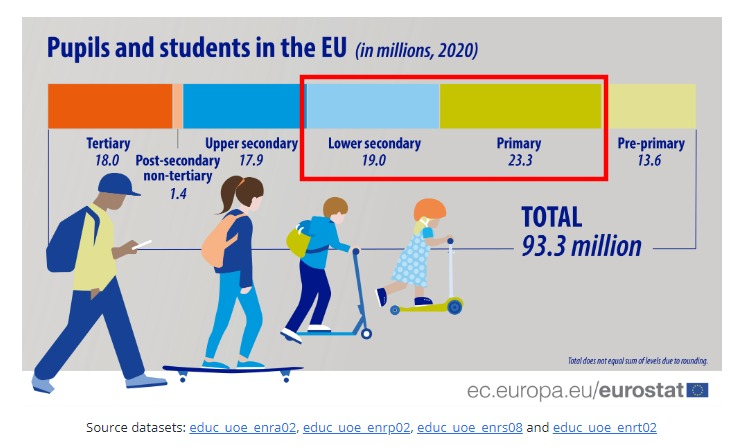 Pupils and students in the EU (in millions, 2020)
Tertiary
18.0
Post-secondary
non-tertiary
1.4
Upper secondary
17.9
Lower secondary
19.0
Primary
23.3
Pre-primary
13.6
TOTAL
93.3 million
Total does not equal sum of levels due to rounding.
ec.europa.eu/eurostat
Source datasets: educ_uoe_enra02, educ_uoe_enrp02, educ_uoe_enrs08 and educ_uoe_enrt02